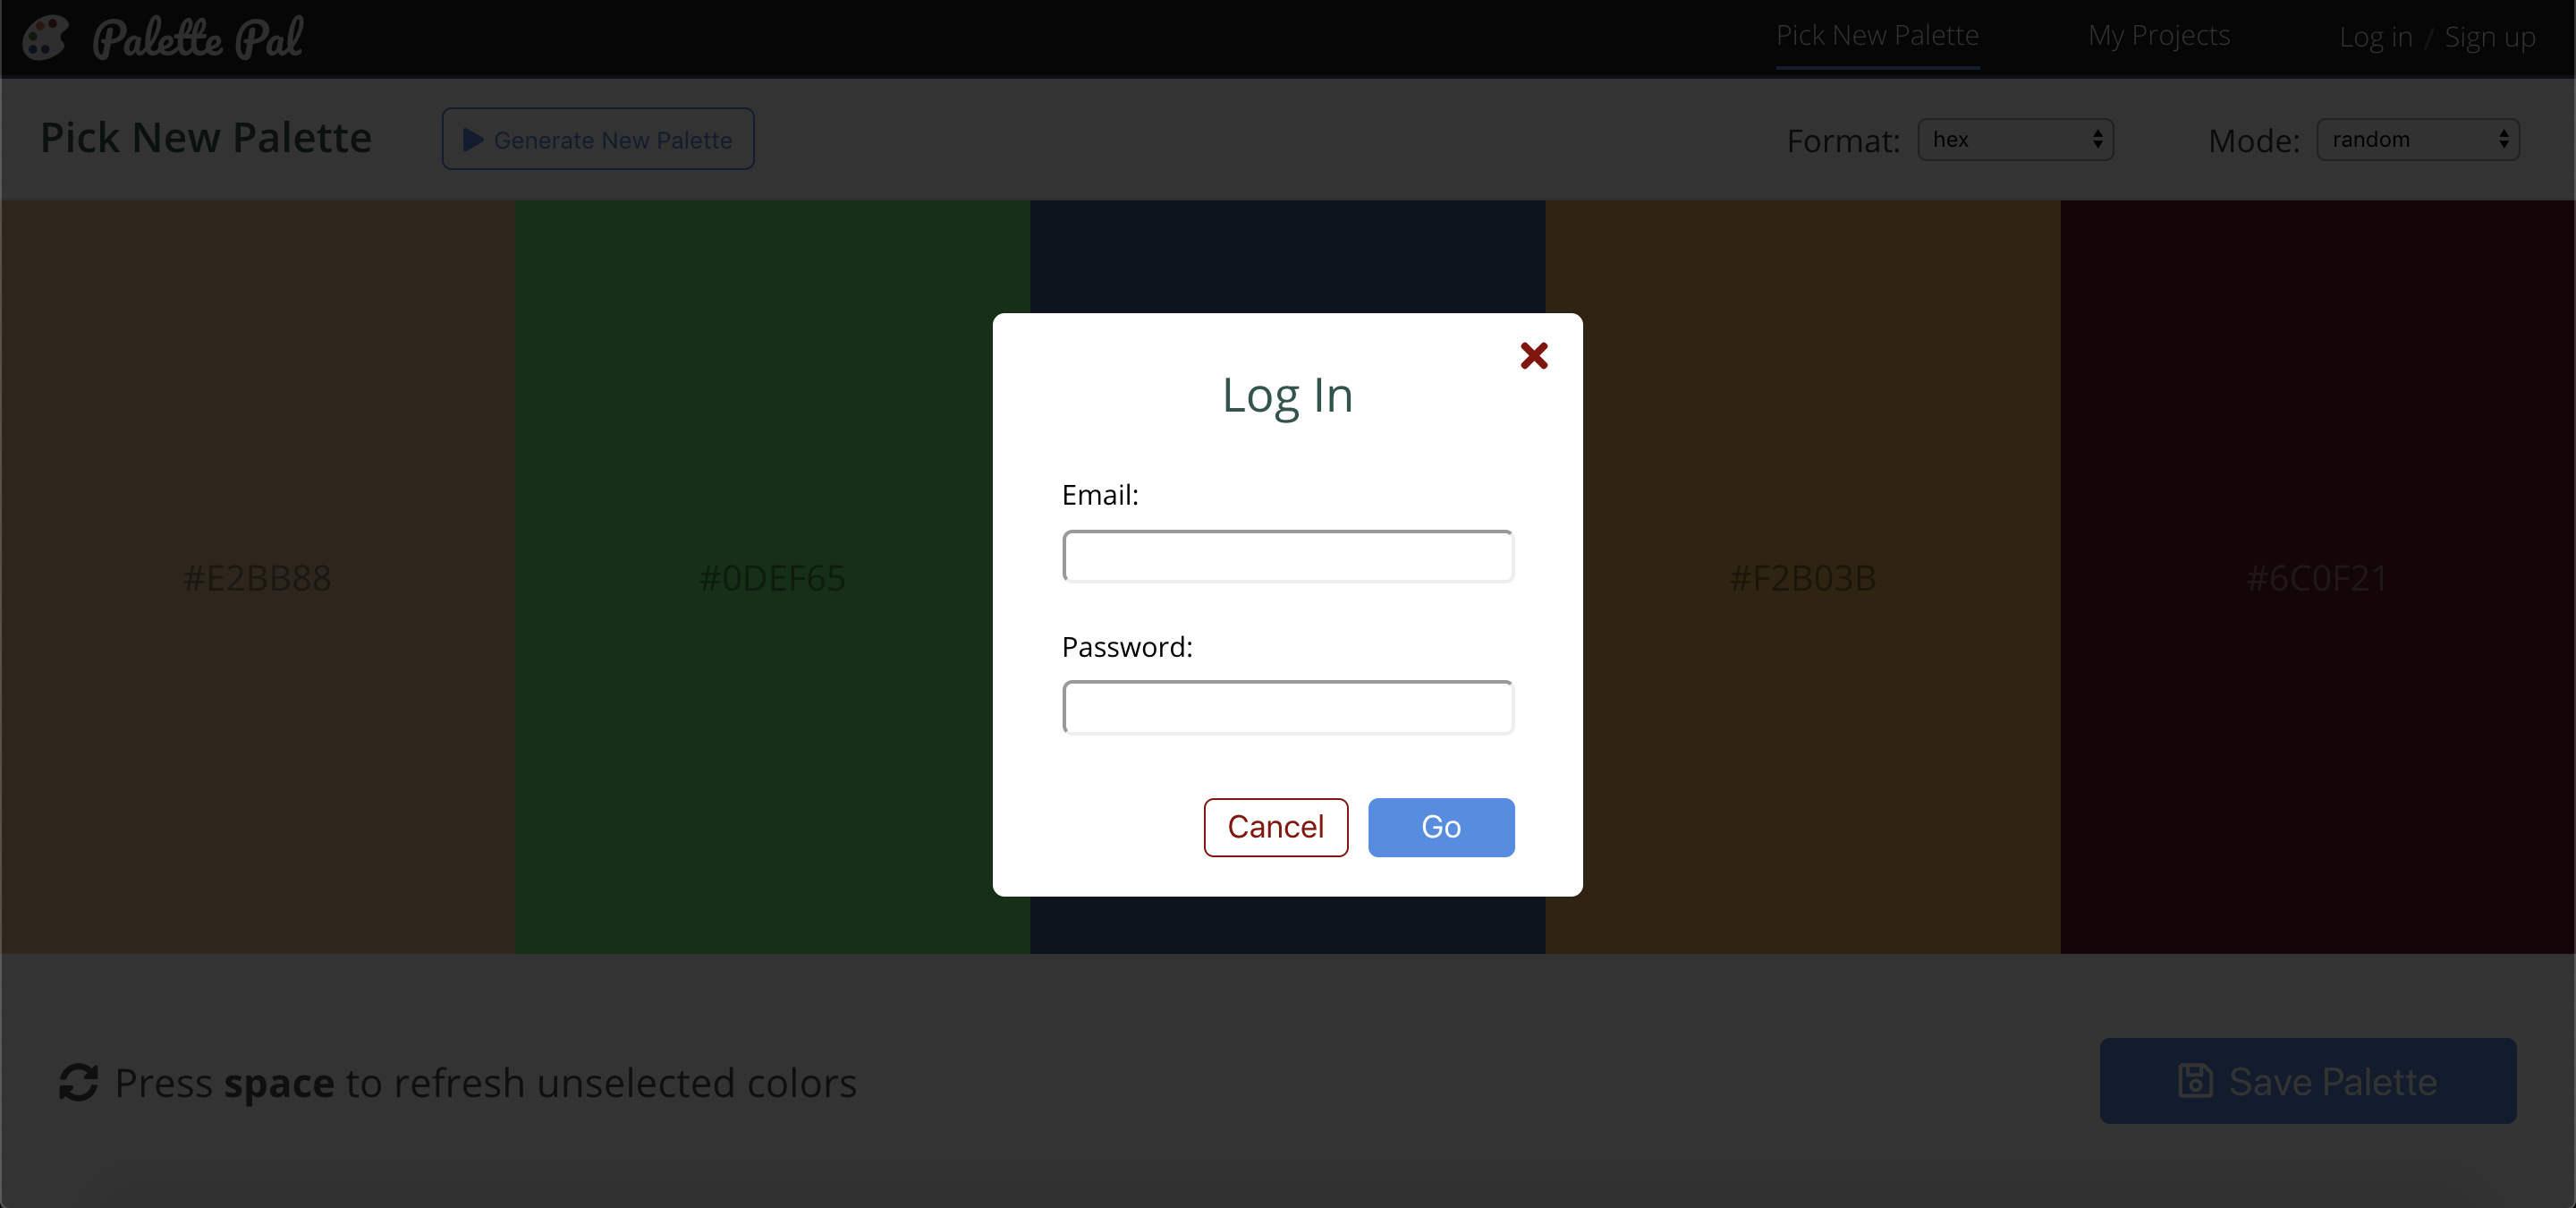 Palette Pal
Pick New Palette
My Projects
Log in / Sign up
Pick New Palette
Generate New Palette
Format:
hex
Mode:
random
Log In
Email:
Password:
Cancel
Go
#E2BB88
#0DEF65
#F2B03B
#6C0F21
Press space to refresh unselected colors
Save Palette